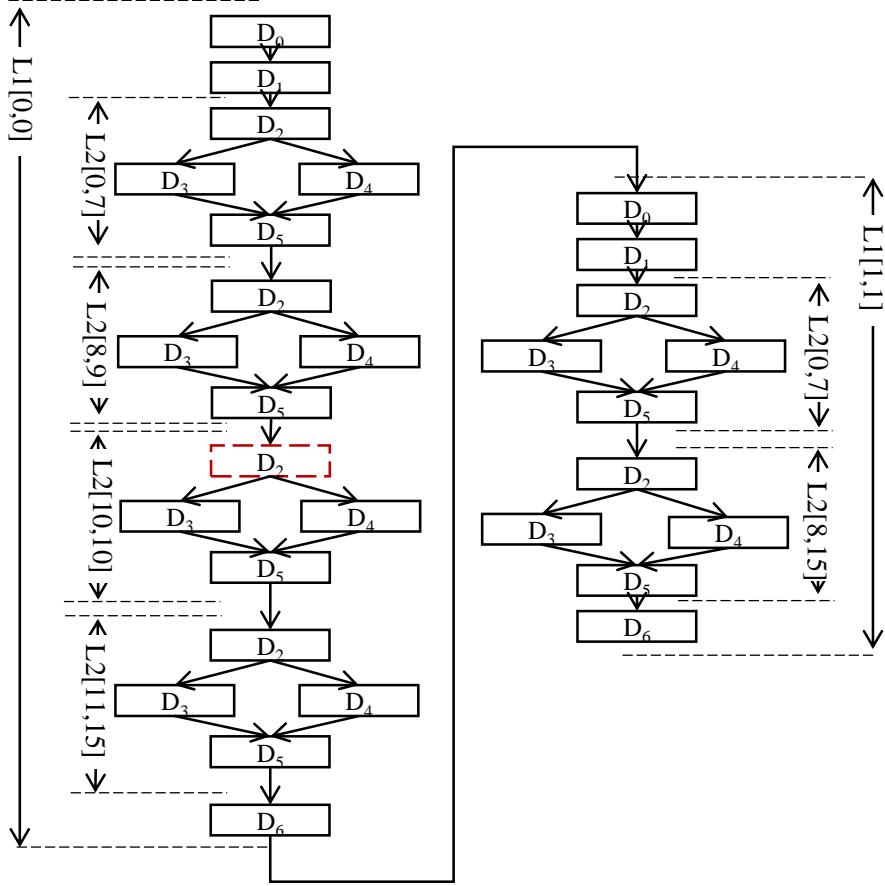 L1[0,0]
D₀
D₁
L2[0,7]
D₂
D₃
D₄
D₅
L2[8,9]
D₂
D₃
D₄
D₅
L2[10,10]
D₂
D₃
D₄
D₅
L2[11,15]
D₂
D₃
D₄
D₅
D₆
L1[1,1]
D₀
D₁
L2[0,7]
D₂
D₃
D₄
D₅
L2[8,15]
D₂
D₃
D₄
D₅
D₆